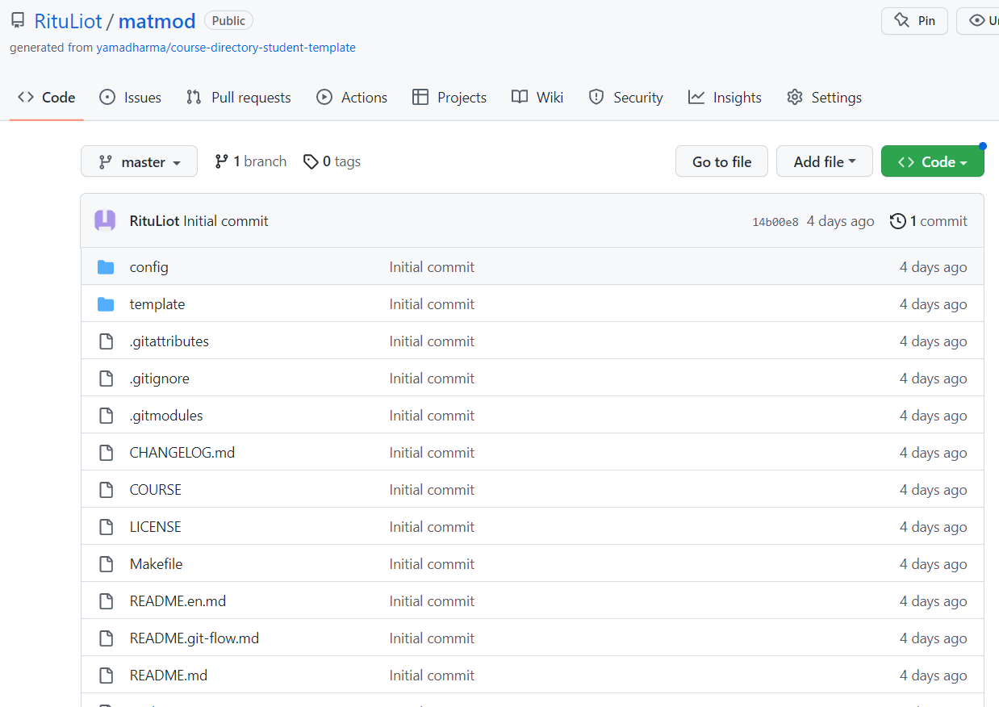 RituLiot / matmod Public Pin Un
generated from yamadharma/course-directory-student-template
Code Issues Pull requests Actions Projects Wiki Security Insights Settings
master 1 branch 0 tags Go to file Add file Code
RituLiot Initial commit 14b00e8 4 days ago 1 commit
config Initial commit 4 days ago
template Initial commit 4 days ago
.gitattributes Initial commit 4 days ago
.gitignore Initial commit 4 days ago
.gitmodules Initial commit 4 days ago
CHANGELOG.md Initial commit 4 days ago
COURSE Initial commit 4 days ago
LICENSE Initial commit 4 days ago
Makefile Initial commit 4 days ago
README.en.md Initial commit 4 days ago
README.git-flow.md Initial commit 4 days ago
README.md Initial commit 4 days ago